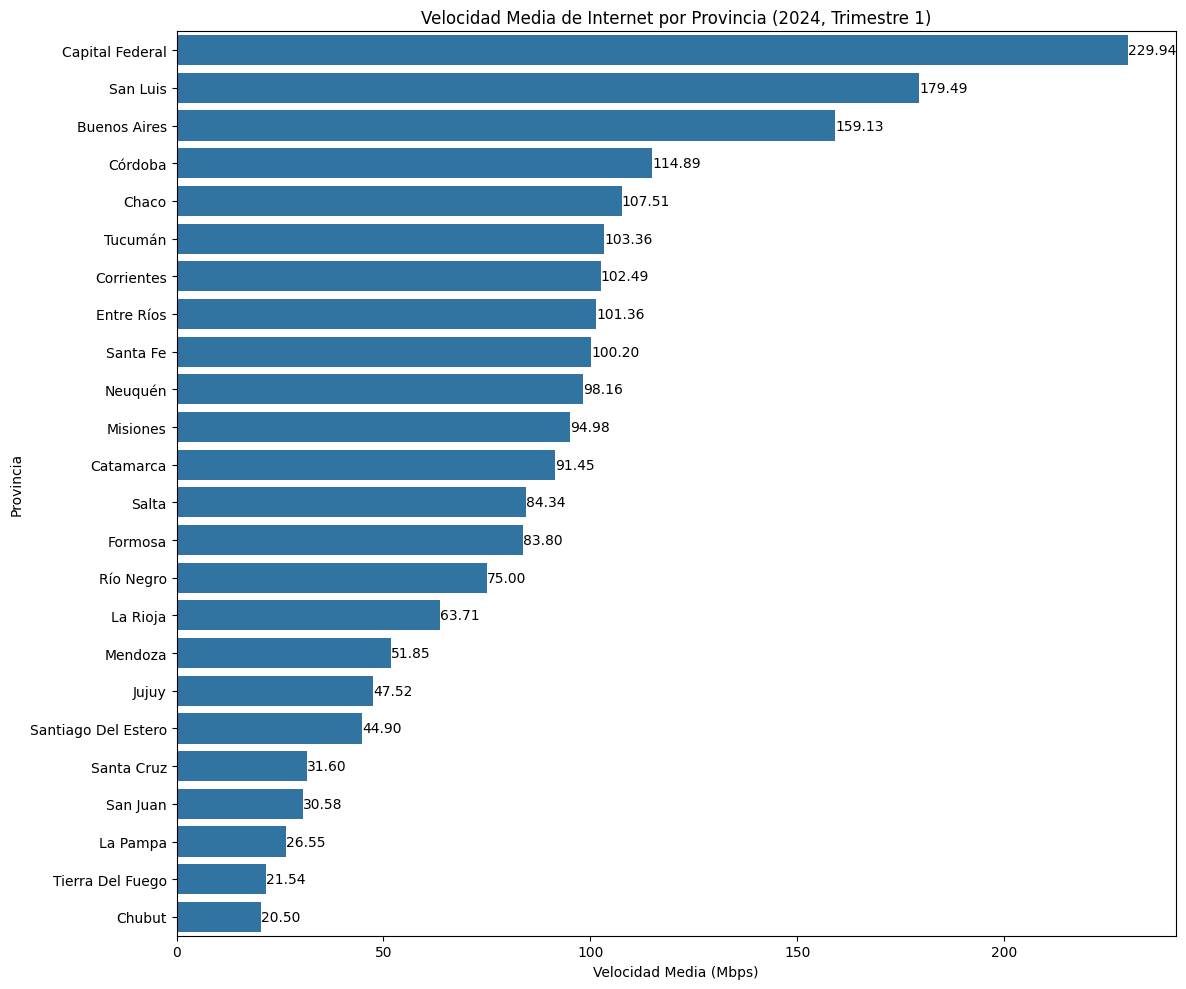 Velocidad Media de Internet por Provincia (2024, Trimestre 1)
Provincia
Capital Federal 229.94
San Luis 179.49
Buenos Aires 159.13
Córdoba 114.89
Chaco 107.51
Tucumán 103.36
Corrientes 102.49
Entre Ríos 101.36
Santa Fe 100.20
Neuquén 98.16
Misiones 94.98
Catamarca 91.45
Salta 84.34
Formosa 83.80
Río Negro 75.00
La Rioja 63.71
Mendoza 51.85
Jujuy 47.52
Santiago Del Estero 44.90
Santa Cruz 31.60
San Juan 30.58
La Pampa 26.55
Tierra Del Fuego 21.54
Chubut 20.50
0 50 100 150 200
Velocidad Media (Mbps)